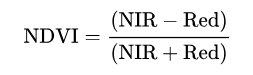 NDVI = (NIR − Red) / (NIR + Red)